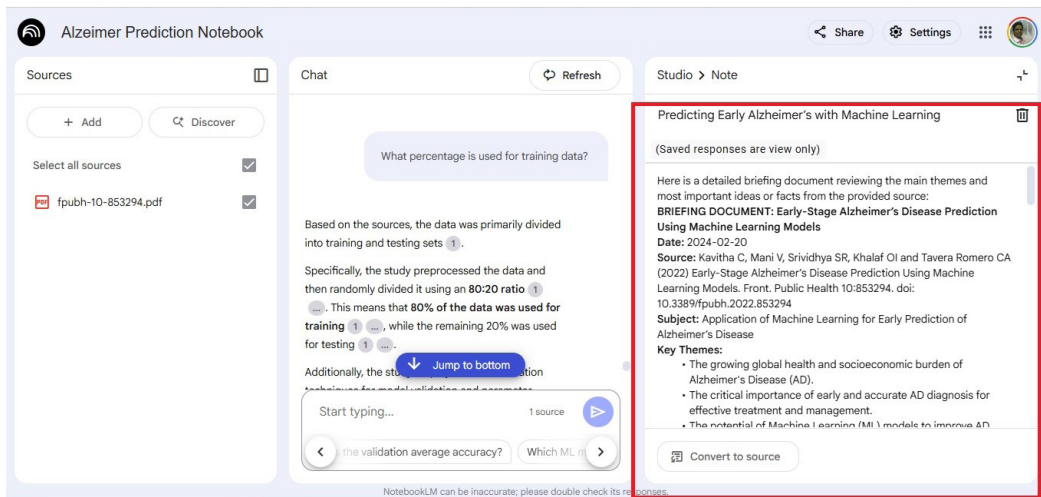 Alzeimer Prediction Notebook
Share
Settings
Sources
+ Add
Discover
Select all sources
PDF
fpubh-10-853294.pdf
Chat
Refresh
What percentage is used for training data?
Based on the sources, the data was primarily divided
into training and testing sets 1 .
Specifically, the study preprocessed the data and
then randomly divided it using an 80:20 ratio 1
... . This means that 80% of the data was used for
training 1 ... , while the remaining 20% was used
for testing 1 ... .
Jump to bottom
Additionally, the
Start typing...
1 source
the validation average accuracy?
Which ML
Studio > Note
Predicting Early Alzheimer's with Machine Learning
(Saved responses are view only)
Here is a detailed briefing document reviewing the main themes and
most important ideas or facts from the provided source:
BRIEFING DOCUMENT: Early-Stage Alzheimer's Disease Prediction
Using Machine Learning Models
Date: 2024-02-20
Source: Kavitha C, Mani V, Srividhya SR, Khalaf OI and Tavera Romero CA
(2022) Early-Stage Alzheimer's Disease Prediction Using Machine
Learning Models. Front. Public Health 10:853294. doi:
10.3389/fpubh.2022.853294
Subject: Application of Machine Learning for Early Prediction of
Alzheimer's Disease
Key Themes:
• The growing global health and socioeconomic burden of
Alzheimer's Disease (AD).
• The critical importance of early and accurate AD diagnosis for
effective treatment and management.
• The potential of Machine Learning (ML) models to improve AD
Convert to source
NotebookLM can be inaccurate; please double check its responses.